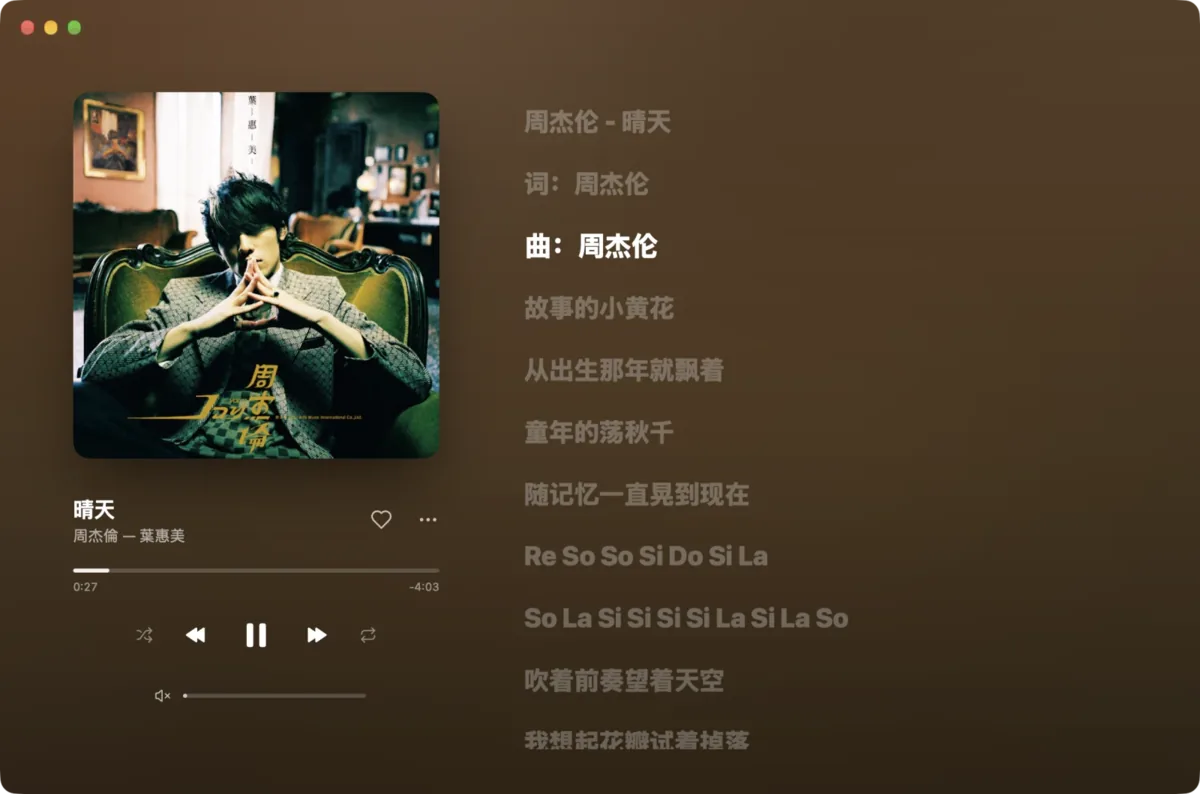 葉
惠
美
周
杰
倫
Jay
晴天
周杰倫 — 葉惠美
0:27
-4:03
周杰伦 - 晴天
词：周杰伦
曲：周杰伦
故事的小黄花
从出生那年就飘着
童年的荡秋千
随记忆一直晃到现在
Re So So Si Do Si La
So La Si Si Si Si La Si La So
吹着前奏望着天空
我想起花瓣试着掉落